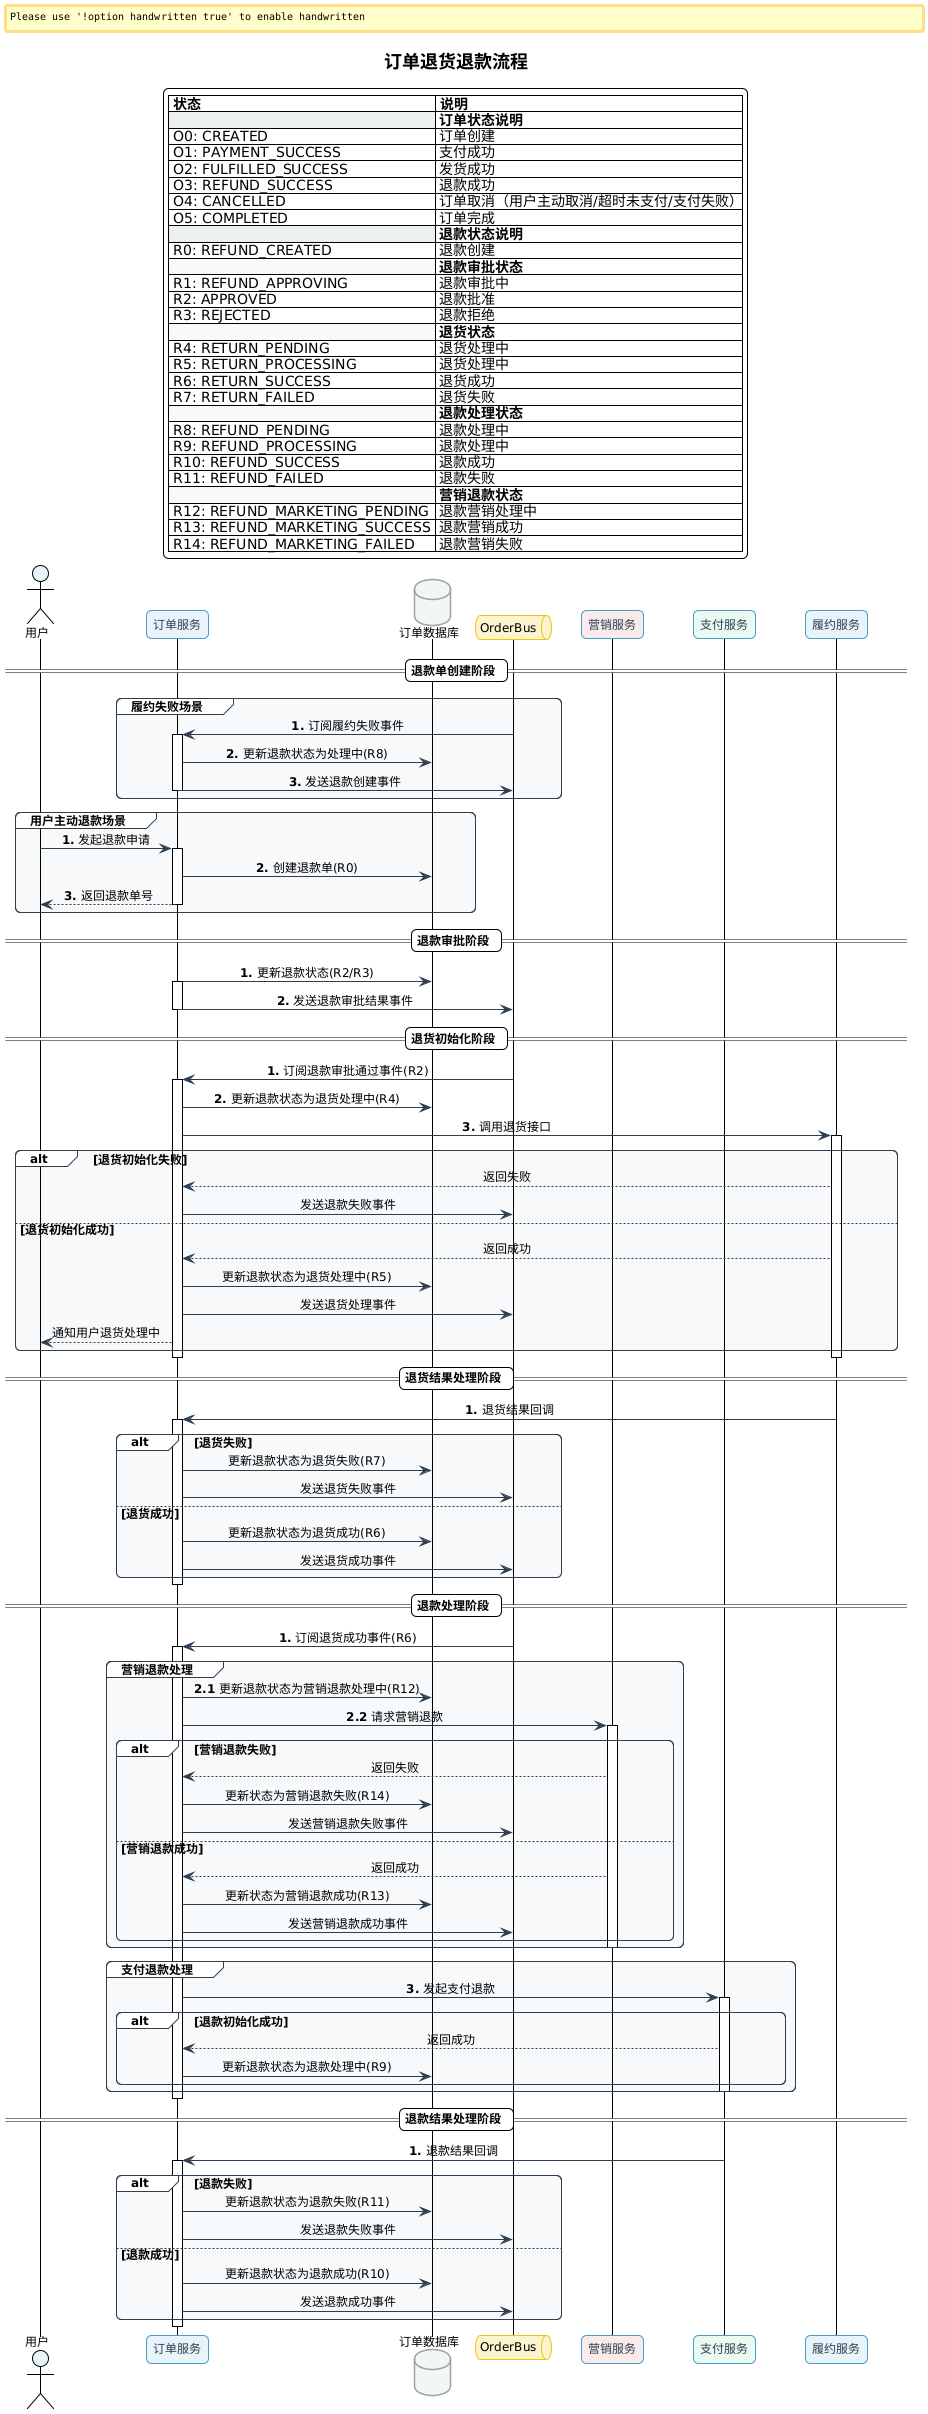 Please use '!option handwritten true' to enable handwritten
订单退货退款流程
状态 说明
订单状态说明
O0: CREATED 订单创建
O1: PAYMENT_SUCCESS 支付成功
O2: FULFILLED_SUCCESS 发货成功
O3: REFUND_SUCCESS 退款成功
O4: CANCELLED 订单取消（用户主动取消/超时未支付/支付失败）
O5: COMPLETED 订单完成
退款状态说明
R0: REFUND_CREATED 退款创建
退款审批状态
R1: REFUND_APPROVING 退款审批中
R2: APPROVED 退款批准
R3: REJECTED 退款拒绝
退货状态
R4: RETURN_PENDING 退货处理中
R5: RETURN_PROCESSING 退货处理中
R6: RETURN_SUCCESS 退货成功
R7: RETURN_FAILED 退货失败
退款处理状态
R8: REFUND_PENDING 退款处理中
R9: REFUND_PROCESSING 退款处理中
R10: REFUND_SUCCESS 退款成功
R11: REFUND_FAILED 退款失败
营销退款状态
R12: REFUND_MARKETING_PENDING 退款营销处理中
R13: REFUND_MARKETING_SUCCESS 退款营销成功
R14: REFUND_MARKETING_FAILED 退款营销失败
用户 订单服务 订单数据库 OrderBus 营销服务 支付服务 履约服务
退款单创建阶段
履约失败场景
1. 订阅履约失败事件
2. 更新退款状态为处理中(R8)
3. 发送退款创建事件
用户主动退款场景
1. 发起退款申请
2. 创建退款单(R0)
3. 返回退款单号
退款审批阶段
1. 更新退款状态(R2/R3)
2. 发送退款审批结果事件
退货初始化阶段
1. 订阅退款审批通过事件(R2)
2. 更新退款状态为退货处理中(R4)
3. 调用退货接口
alt [退货初始化失败]
返回失败
发送退款失败事件
[退货初始化成功]
返回成功
更新退款状态为退货处理中(R5)
发送退货处理事件
通知用户退货处理中
退货结果处理阶段
1. 退货结果回调
alt [退货失败]
更新退款状态为退货失败(R7)
发送退货失败事件
[退货成功]
更新退款状态为退货成功(R6)
发送退货成功事件
退款处理阶段
1. 订阅退货成功事件(R6)
营销退款处理
2.1 更新退款状态为营销退款处理中(R12)
2.2 请求营销退款
alt [营销退款失败]
返回失败
更新状态为营销退款失败(R14)
发送营销退款失败事件
[营销退款成功]
返回成功
更新状态为营销退款成功(R13)
发送营销退款成功事件
支付退款处理
3. 发起支付退款
alt [退款初始化成功]
返回成功
更新退款状态为退款处理中(R9)
退款结果处理阶段
1. 退款结果回调
alt [退款失败]
更新退款状态为退款失败(R11)
发送退款失败事件
[退款成功]
更新退款状态为退款成功(R10)
发送退款成功事件
用户 订单服务 订单数据库 OrderBus 营销服务 支付服务 履约服务